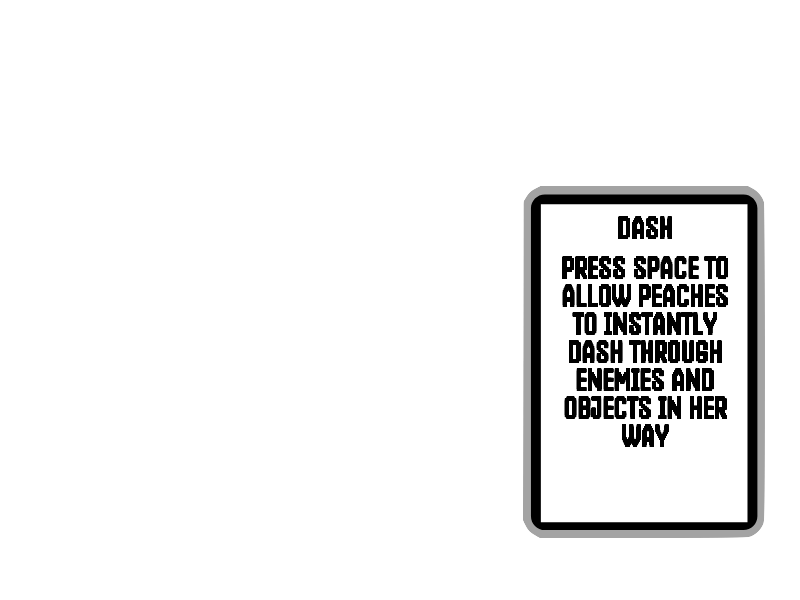 DASH
PRESS SPACE TO
ALLOW PEACHES
TO INSTANTLY
DASH THROUGH
ENEMIES AND
OBJECTS IN HER
WAY